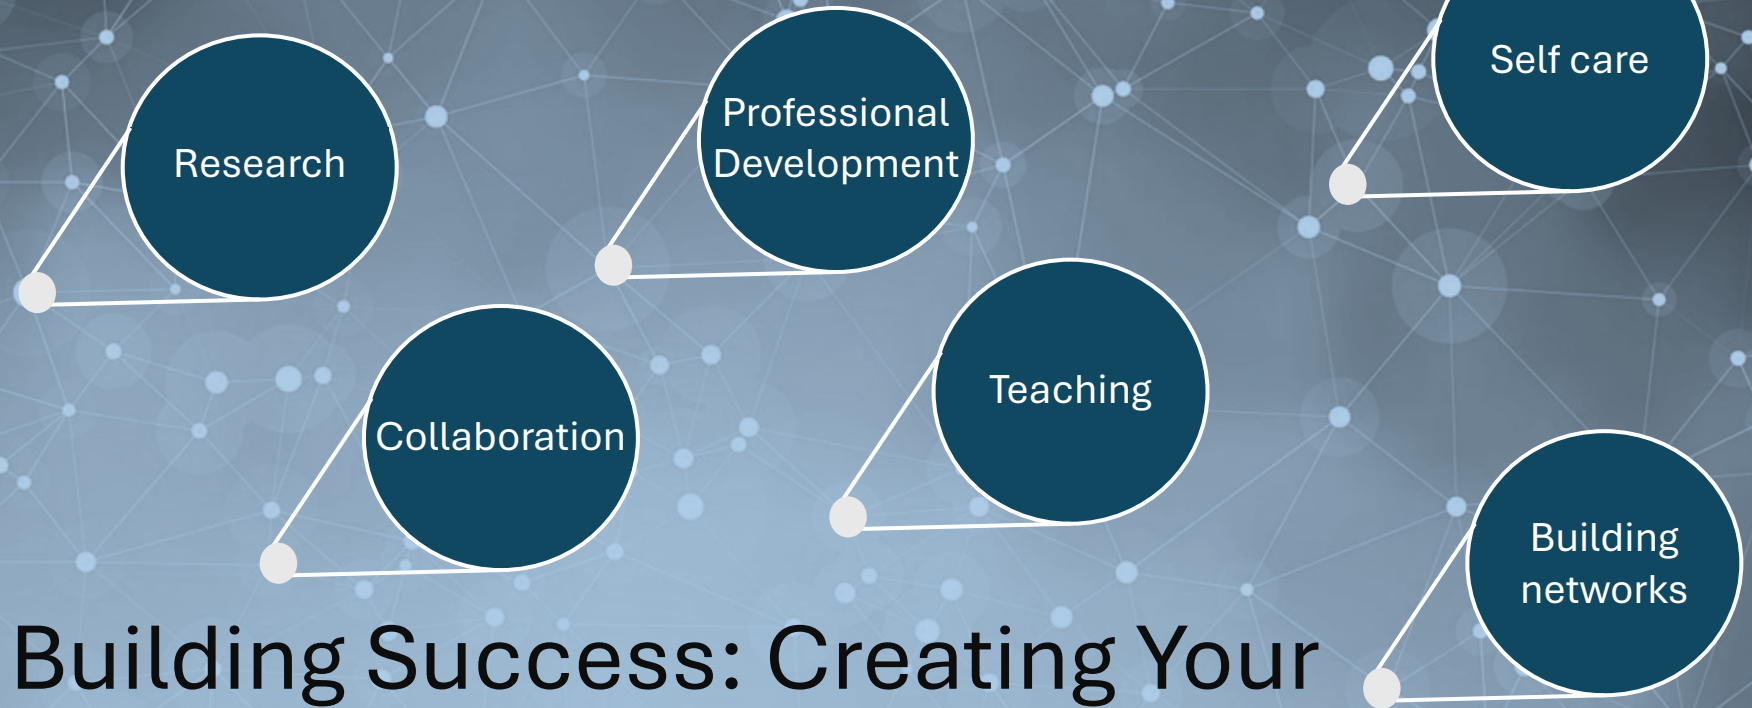 Self care
Professional
Development
Research
Teaching
Collaboration
Building
networks
Building Success: Creating Your